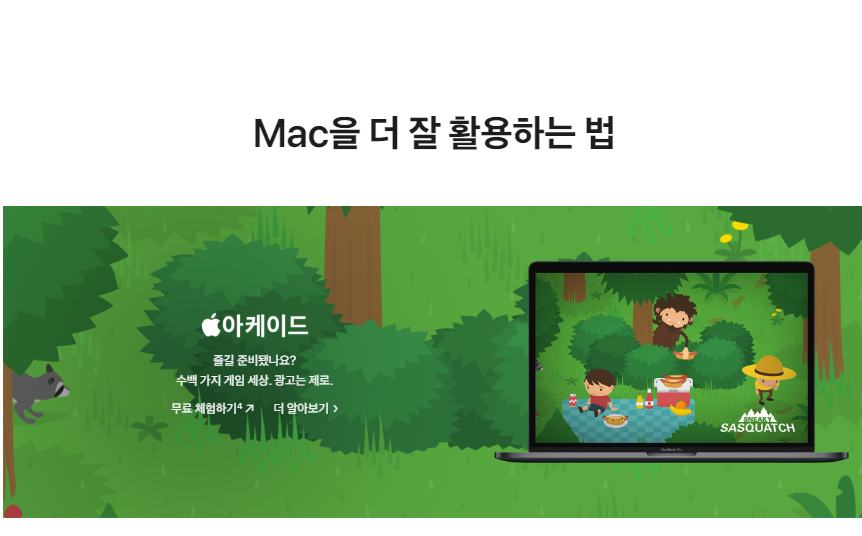 Mac을 더 잘 활용하는 법
아케이드
즐길 준비됐나요?
수백 가지 게임 세상. 광고는 제로.
무료 체험하기⁴ ↗ 더 알아보기 ›
SNEAKY
SASQUATCH
MacBook Pro